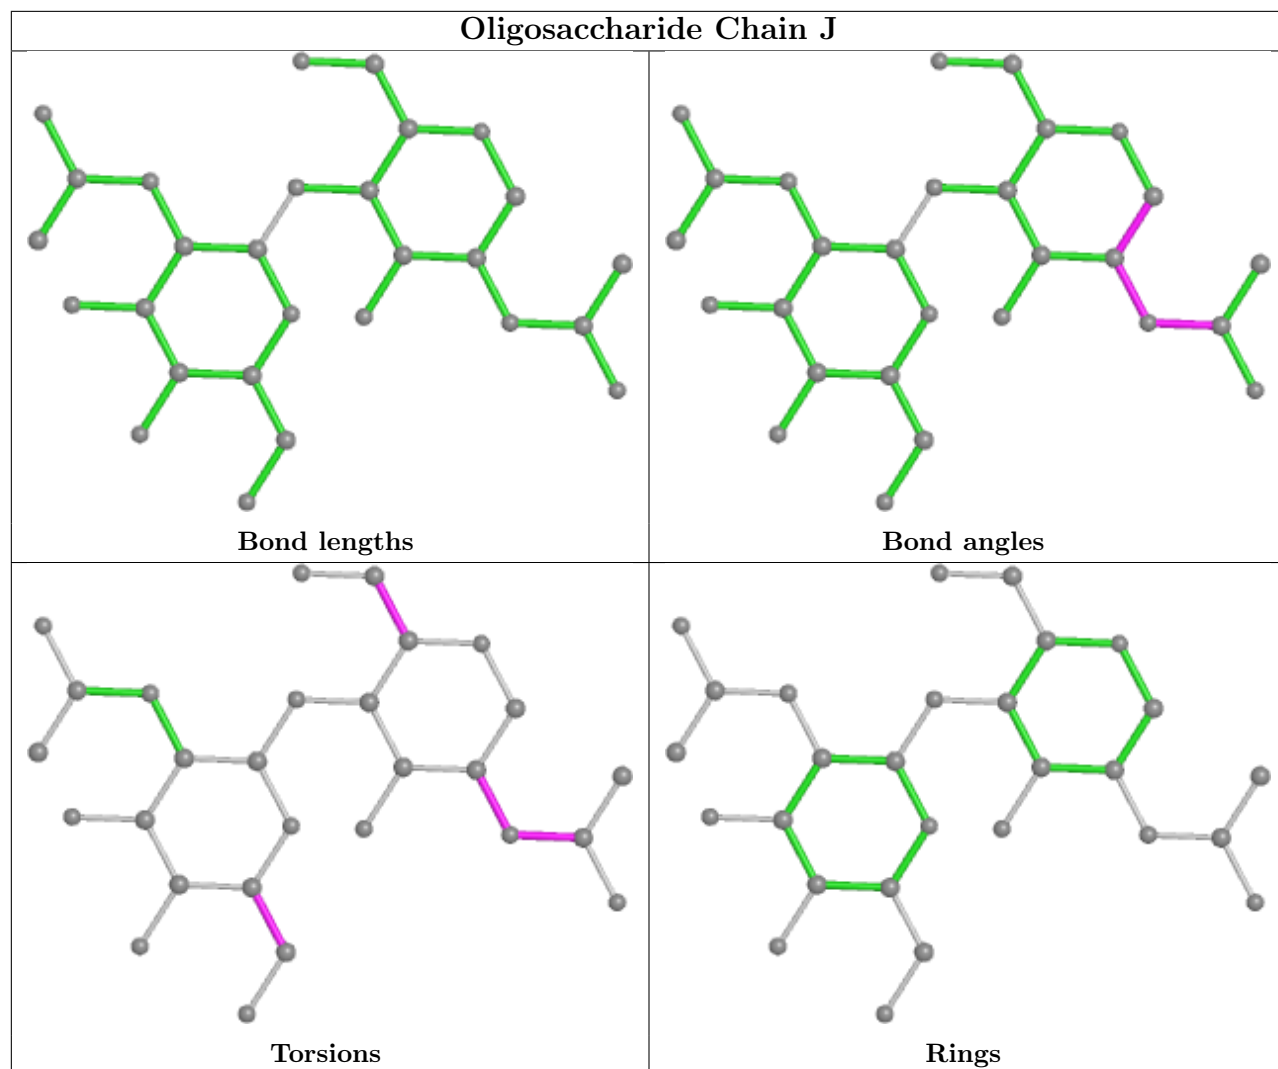 Oligosaccharide Chain J
Bond lengths
Bond angles
Torsions
Rings